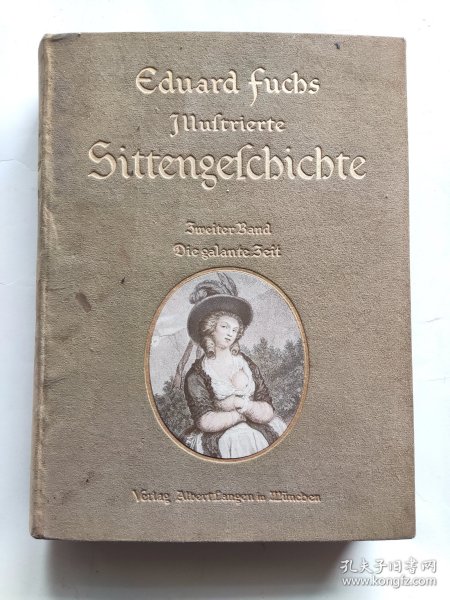 Eduard Fuchs
Illustrierte
Sittengeschichte
Zweiter Band
Die galante Zeit
Verlag Albert Langen in München
孔夫子旧书网
www.kongfz.com